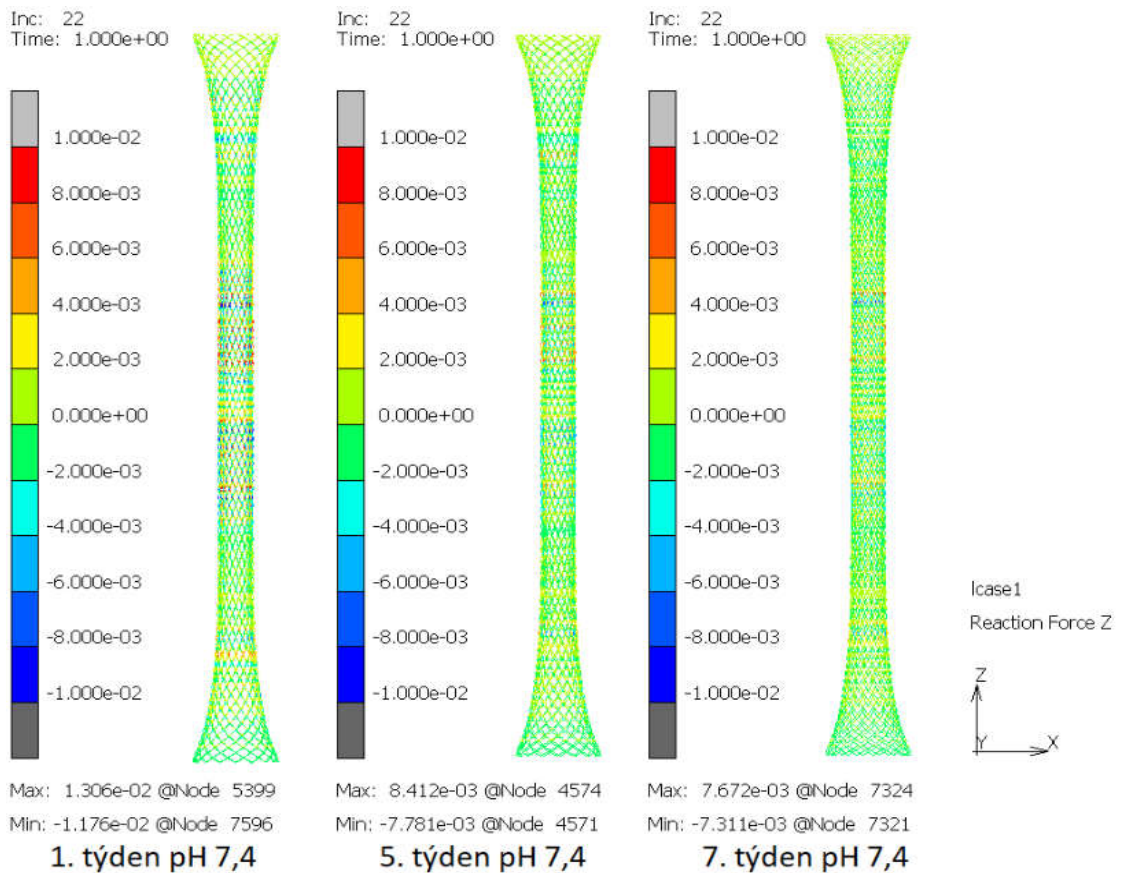 Inc: 22
Time: 1.000e+00
1.000e-02
8.000e-03
6.000e-03
4.000e-03
2.000e-03
0.000e+00
-2.000e-03
-4.000e-03
-6.000e-03
-8.000e-03
-1.000e-02
Max: 1.306e-02 @Node 5399
Min: -1.176e-02 @Node 7596
1. týden pH 7,4
Inc: 22
Time: 1.000e+00
1.000e-02
8.000e-03
6.000e-03
4.000e-03
2.000e-03
0.000e+00
-2.000e-03
-4.000e-03
-6.000e-03
-8.000e-03
-1.000e-02
Max: 8.412e-03 @Node 4574
Min: -7.781e-03 @Node 4571
5. týden pH 7,4
Inc: 22
Time: 1.000e+00
1.000e-02
8.000e-03
6.000e-03
4.000e-03
2.000e-03
0.000e+00
-2.000e-03
-4.000e-03
-6.000e-03
-8.000e-03
-1.000e-02
Max: 7.672e-03 @Node 7324
Min: -7.311e-03 @Node 7321
7. týden pH 7,4
lcase1
Reaction Force Z
Z
Y
X